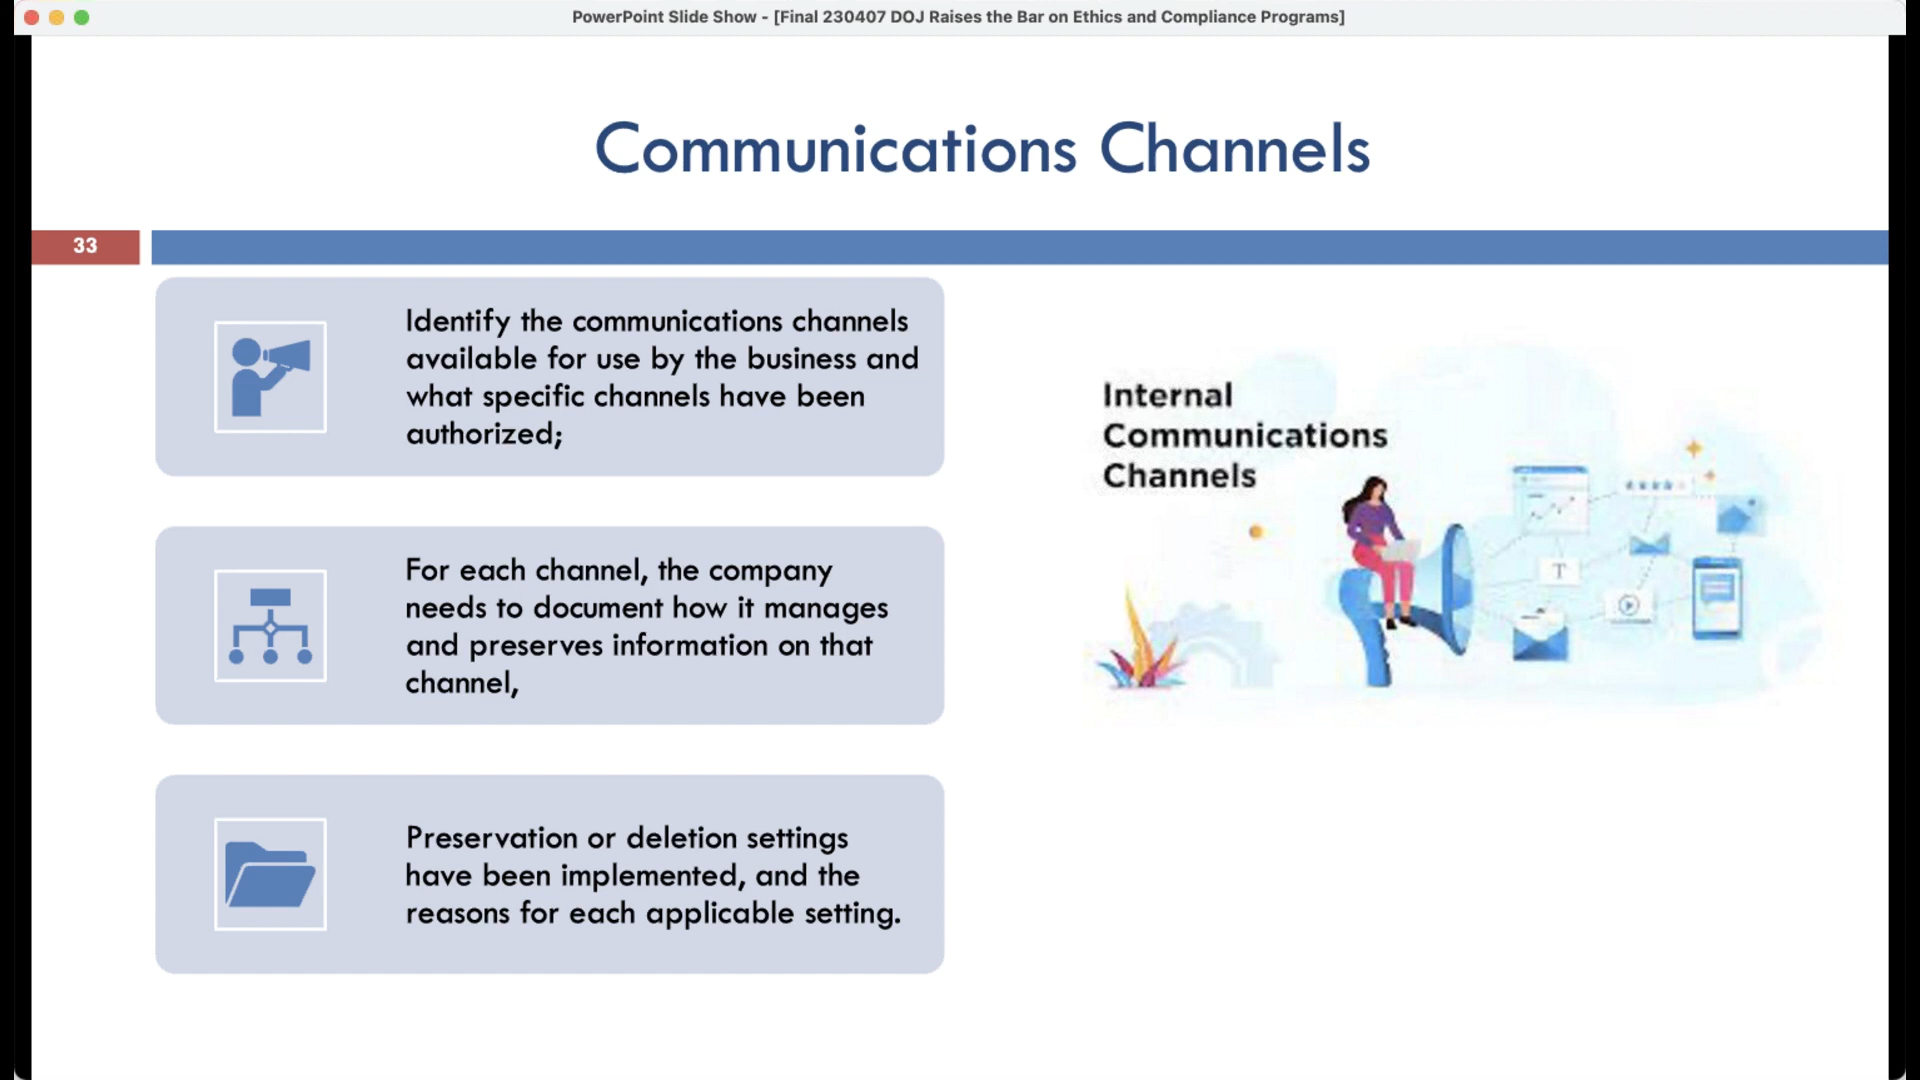 PowerPoint Slide Show - [Final 230407 DOJ Raises the Bar on Ethics and Compliance Programs]
Communications Channels
33
Identify the communications channels
available for use by the business and
what specific channels have been
authorized;
For each channel, the company
needs to document how it manages
and preserves information on that
channel,
Preservation or deletion settings
have been implemented, and the
reasons for each applicable setting.
Internal
Communications
Channels
T